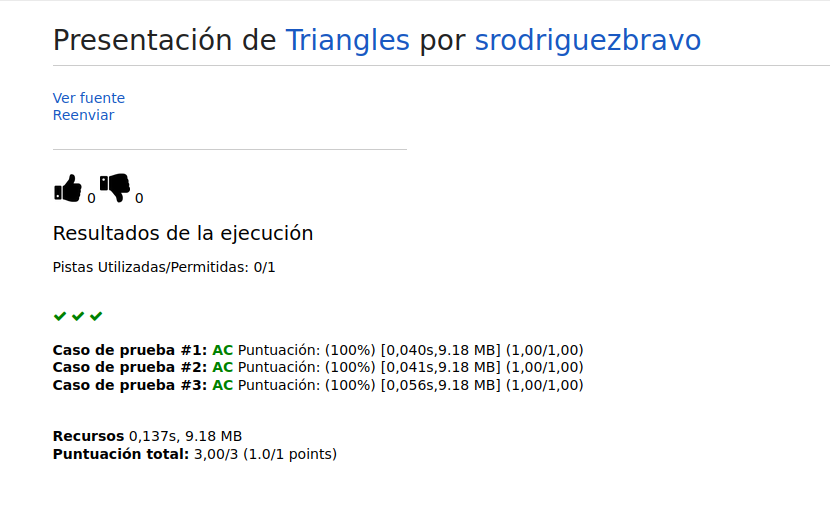 Presentación de Triangles por srodriguezbravo
Ver fuente
Reenviar
0 0
Resultados de la ejecución
Pistas Utilizadas/Permitidas: 0/1
Caso de prueba #1: AC Puntuación: (100%) [0,040s,9.18 MB] (1,00/1,00)
Caso de prueba #2: AC Puntuación: (100%) [0,041s,9.18 MB] (1,00/1,00)
Caso de prueba #3: AC Puntuación: (100%) [0,056s,9.18 MB] (1,00/1,00)
Recursos 0,137s, 9.18 MB
Puntuación total: 3,00/3 (1.0/1 points)